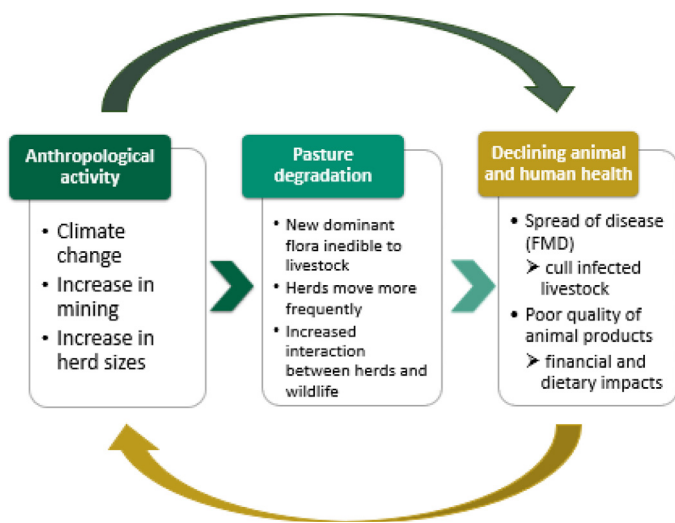 Anthropological
activity
• Climate
change
• Increase in
mining
• Increase in
herd sizes
Pasture
degradation
• New dominant
flora inedible to
livestock
• Herds move more
frequently
• Increased
interaction
between herds and
wildlife
Declining animal
and human health
• Spread of disease
(FMD)
➤ cull infected
livestock
• Poor quality of
animal products
➤ financial and
dietary impacts